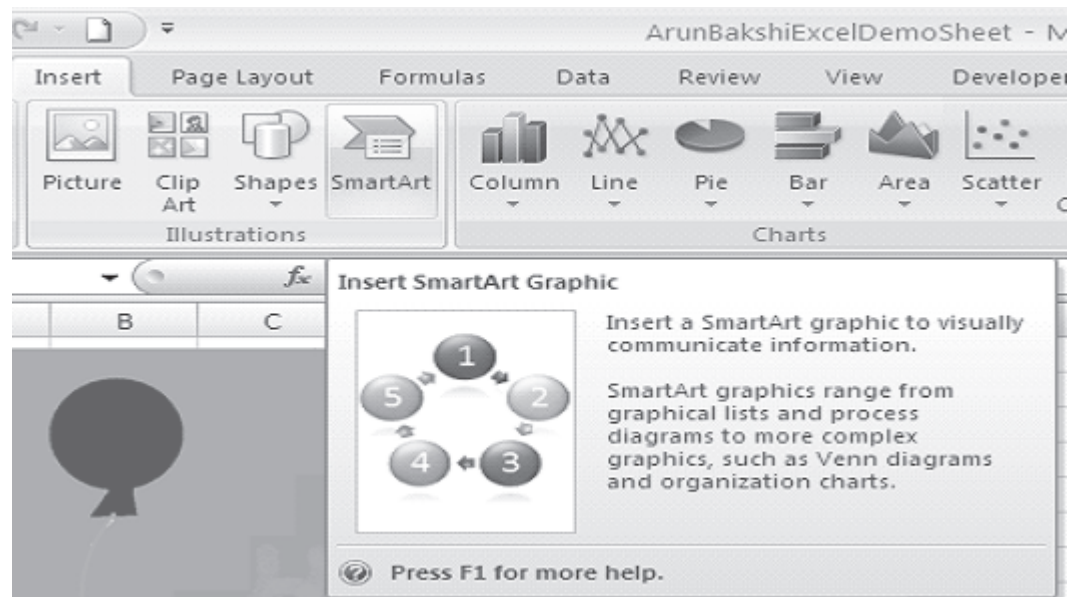 ArunBakshiExcelDemoSheet - M
Insert Page Layout Formulas Data Review View Developer
Picture Clip Art Shapes SmartArt Column Line Pie Bar Area Scatter
Illustrations Charts
fx
B C
Insert SmartArt Graphic
1
2
3
4
5
Insert a SmartArt graphic to visually
communicate information.
SmartArt graphics range from
graphical lists and process
diagrams to more complex
graphics, such as Venn diagrams
and organization charts.
Press F1 for more help.